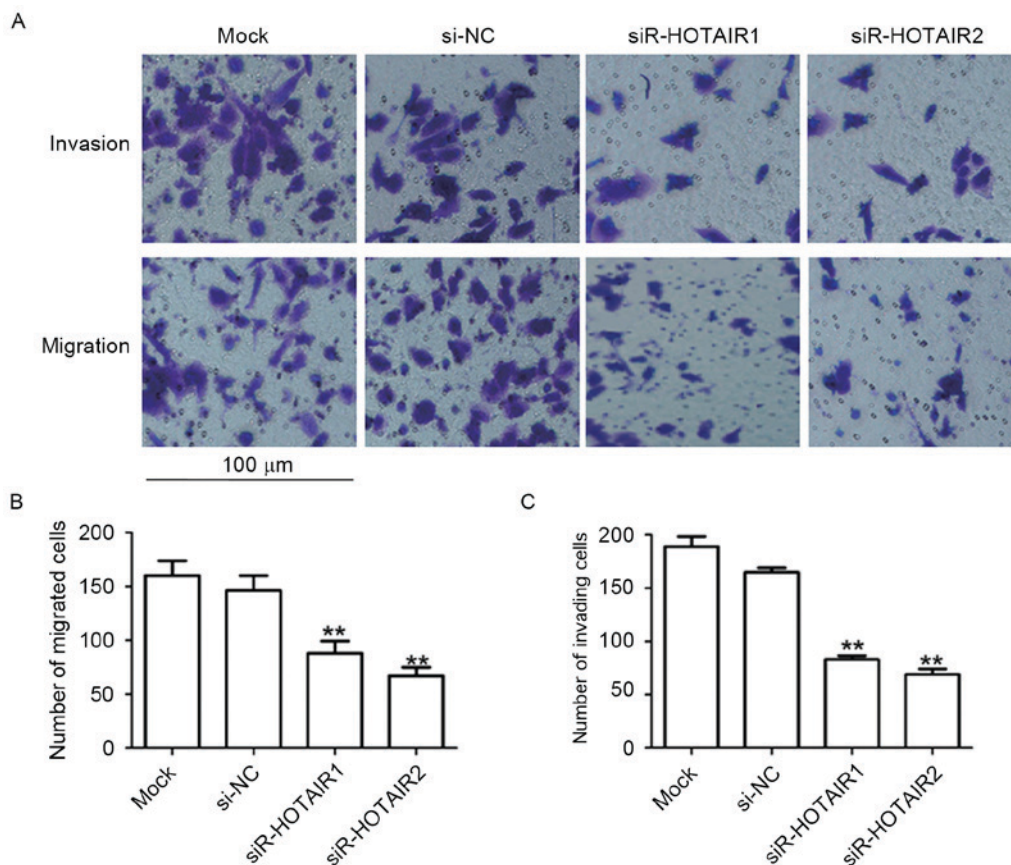 A
Mock si-NC siR-HOTAIR1 siR-HOTAIR2
Invasion
Migration
100 μm
B
Number of migrated cells
200
150
100
50
0
** **
Mock si-NC siR-HOTAIR1 siR-HOTAIR2
C
Number of invading cells
200
150
100
50
0
** **
Mock si-NC siR-HOTAIR1 siR-HOTAIR2